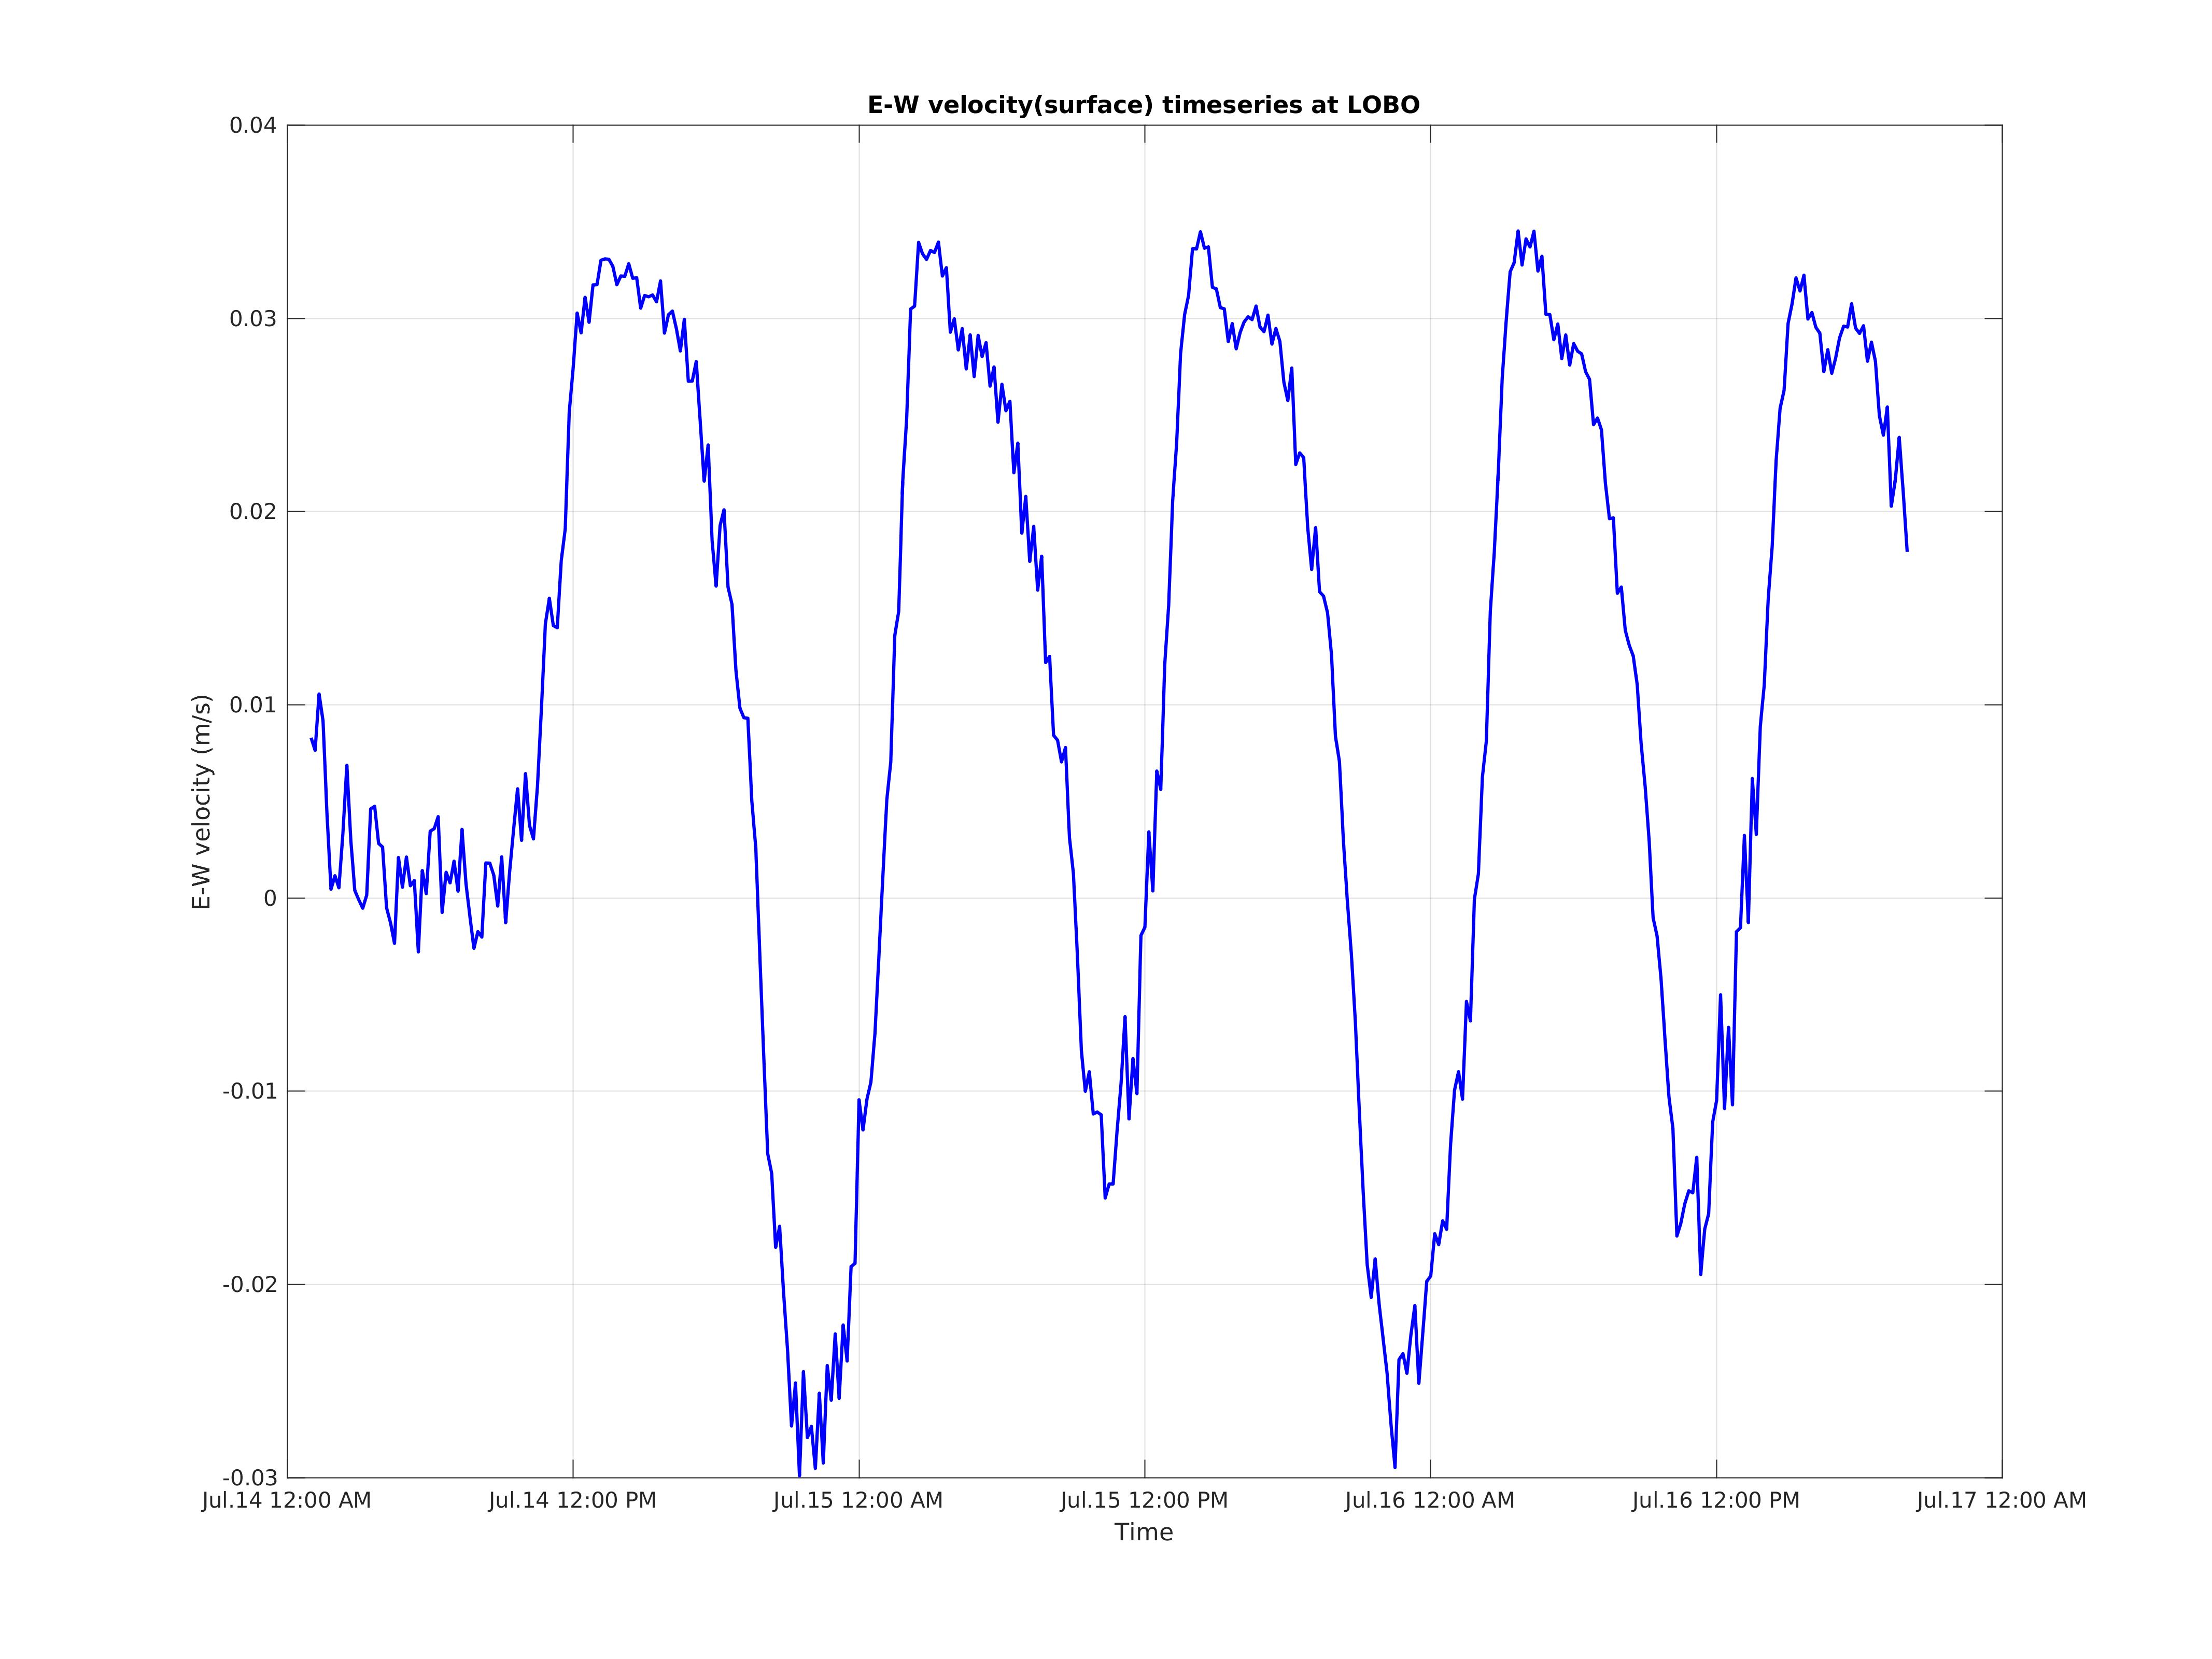 E-W velocity(surface) timeseries at LOBO
0.04
0.03
0.02
0.01
0
-0.01
-0.02
-0.03
E-W velocity (m/s)
Jul.14 12:00 AM
Jul.14 12:00 PM
Jul.15 12:00 AM
Jul.15 12:00 PM
Jul.16 12:00 AM
Jul.16 12:00 PM
Jul.17 12:00 AM
Time